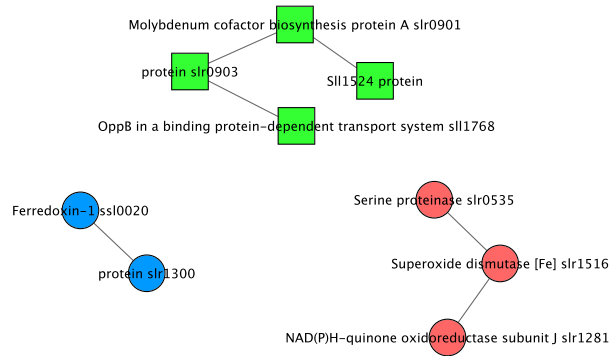 Molybdenum cofactor biosynthesis protein A slr0901
protein slr0903
Sll1524 protein
OppB in a binding protein-dependent transport system sll1768
Serine proteinase slr0535
Ferredoxin-1 ssl0020
Superoxide dismutase [Fe] slr1516
protein slr1300
NAD(P)H-quinone oxidoreductase subunit J slr1281